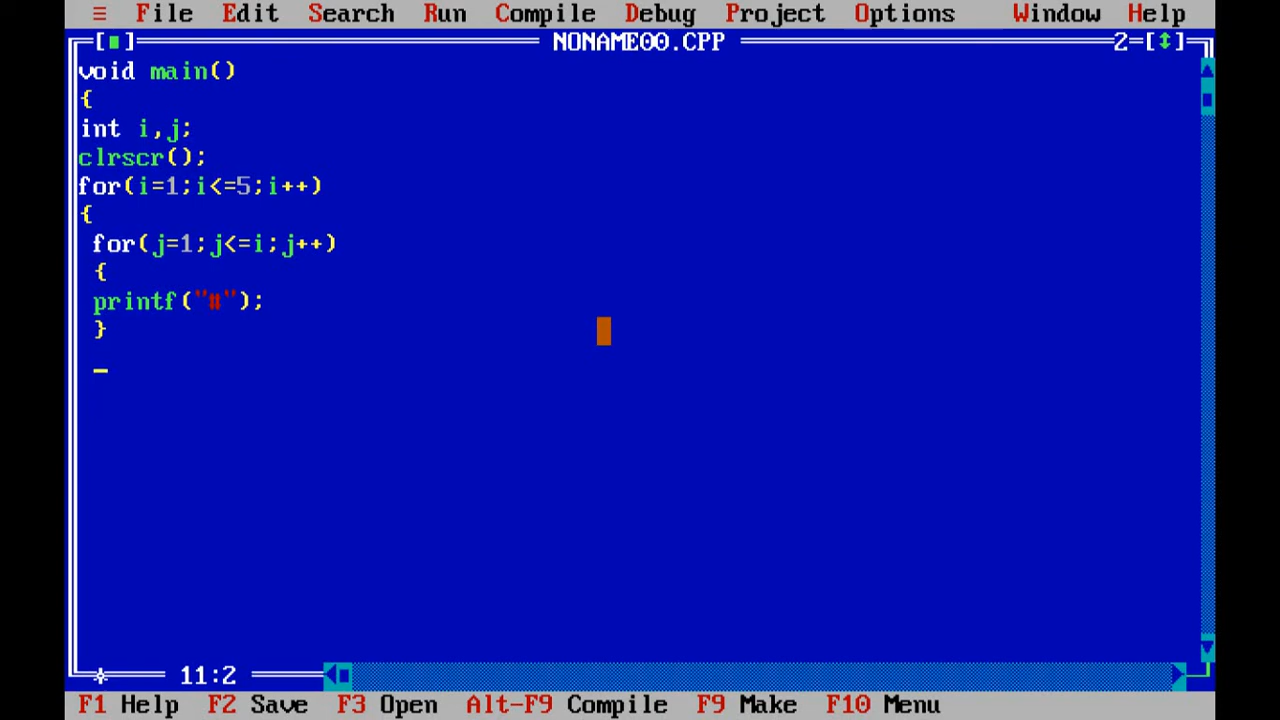 ≡ File Edit Search Run Compile Debug Project Options Window Help
[■] NONAME00.CPP 2=[↕]
void main()
{
int i,j;
clrscr();
for(i=1;i<=5;i++)
{
for(j=1;j<=i;j++)
{
printf("#");
}
11:2
F1 Help F2 Save F3 Open Alt-F9 Compile F9 Make F10 Menu